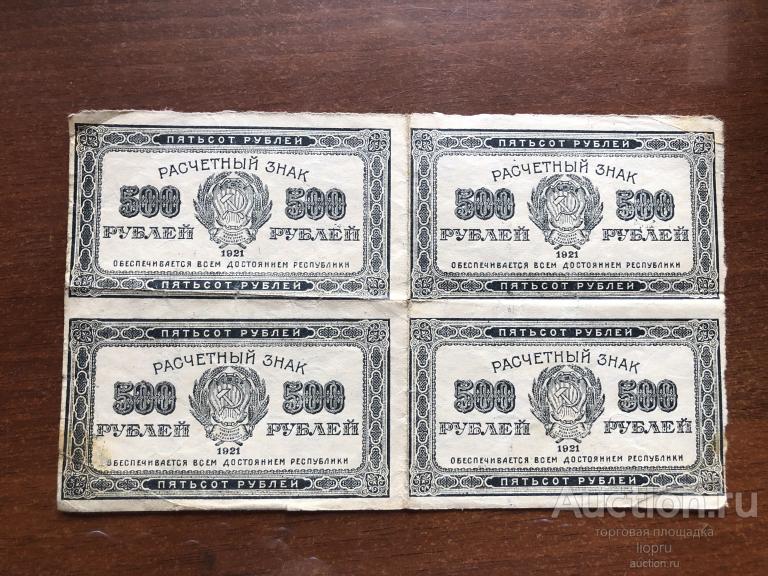 ПЯТЬСОТ РУБЛЕЙ
РАСЧЕТНЫЙ ЗНАК
500 500
РУБЛЕЙ РУБЛЕЙ
1921
ОБЕСПЕЧИВАЕТСЯ ВСЕМ ДОСТОЯНИЕМ РЕСПУБЛИКИ
ПЯТЬСОТ РУБЛЕЙ
ПЯТЬСОТ РУБЛЕЙ
РАСЧЕТНЫЙ ЗНАК
500 500
РУБЛЕЙ РУБЛЕЙ
1921
ОБЕСПЕЧИВАЕТСЯ ВСЕМ ДОСТОЯНИЕМ РЕСПУБЛИКИ
ПЯТЬСОТ РУБЛЕЙ
ПЯТЬСОТ РУБЛЕЙ
РАСЧЕТНЫЙ ЗНАК
500 500
РУБЛЕЙ РУБЛЕЙ
1921
ОБЕСПЕЧИВАЕТСЯ ВСЕМ ДОСТОЯНИЕМ РЕСПУБЛИКИ
ПЯТЬСОТ РУБЛЕЙ
ПЯТЬСОТ РУБЛЕЙ
РАСЧЕТНЫЙ ЗНАК
500 500
РУБЛЕЙ РУБЛЕЙ
1921
ОБЕСПЕЧИВАЕТСЯ ВСЕМ ДОСТОЯНИЕМ РЕСПУБЛИКИ
ПЯТЬСОТ РУБЛЕЙ
Auction.ru
торговая площадка
liopru
auction.ru